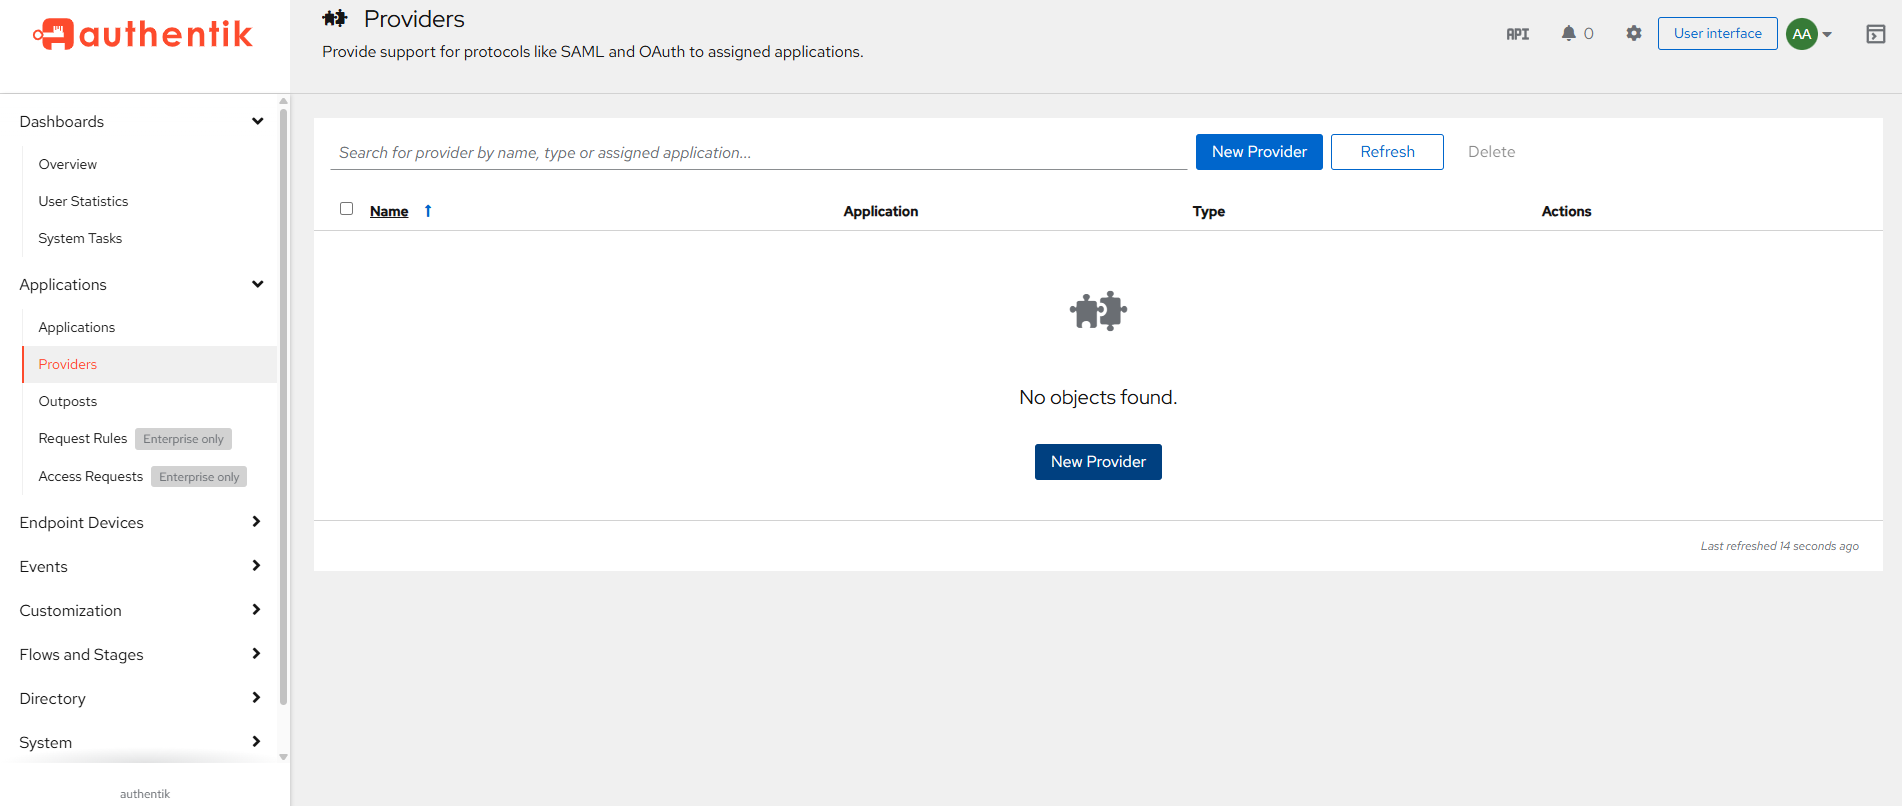 authentik
Providers
Provide support for protocols like SAML and OAuth to assigned applications.
API
0
User interface
AA
Dashboards
Overview
User Statistics
System Tasks
Applications
Applications
Providers
Outposts
Request Rules Enterprise only
Access Requests Enterprise only
Endpoint Devices
Events
Customization
Flows and Stages
Directory
System
authentik
Search for provider by name, type or assigned application...
New Provider
Refresh
Delete
Name
Application
Type
Actions
No objects found.
New Provider
Last refreshed 14 seconds ago